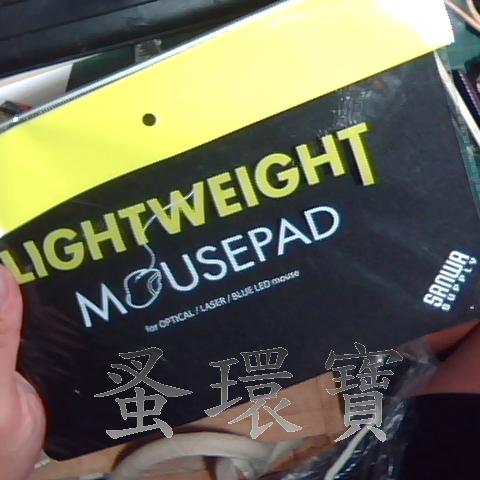 LIGHTWEIGHT
MOUSEPAD
for OPTICAL / LASER / BLUE LED mouse
SANWA
SUPPLY
蚤環寶